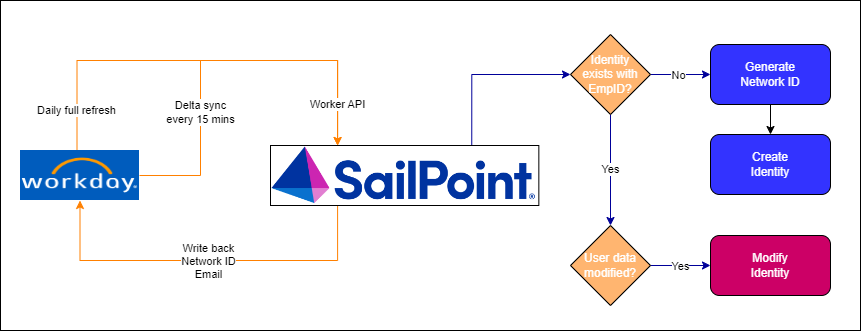 Daily full refresh
Delta sync
every 15 mins
Worker API
workday.
SailPoint®
Write back
Network ID
Email
Identity
exists with
EmpID?
No
Generate
Network ID
Create
Identity
Yes
User data
modified?
Yes
Modify
Identity